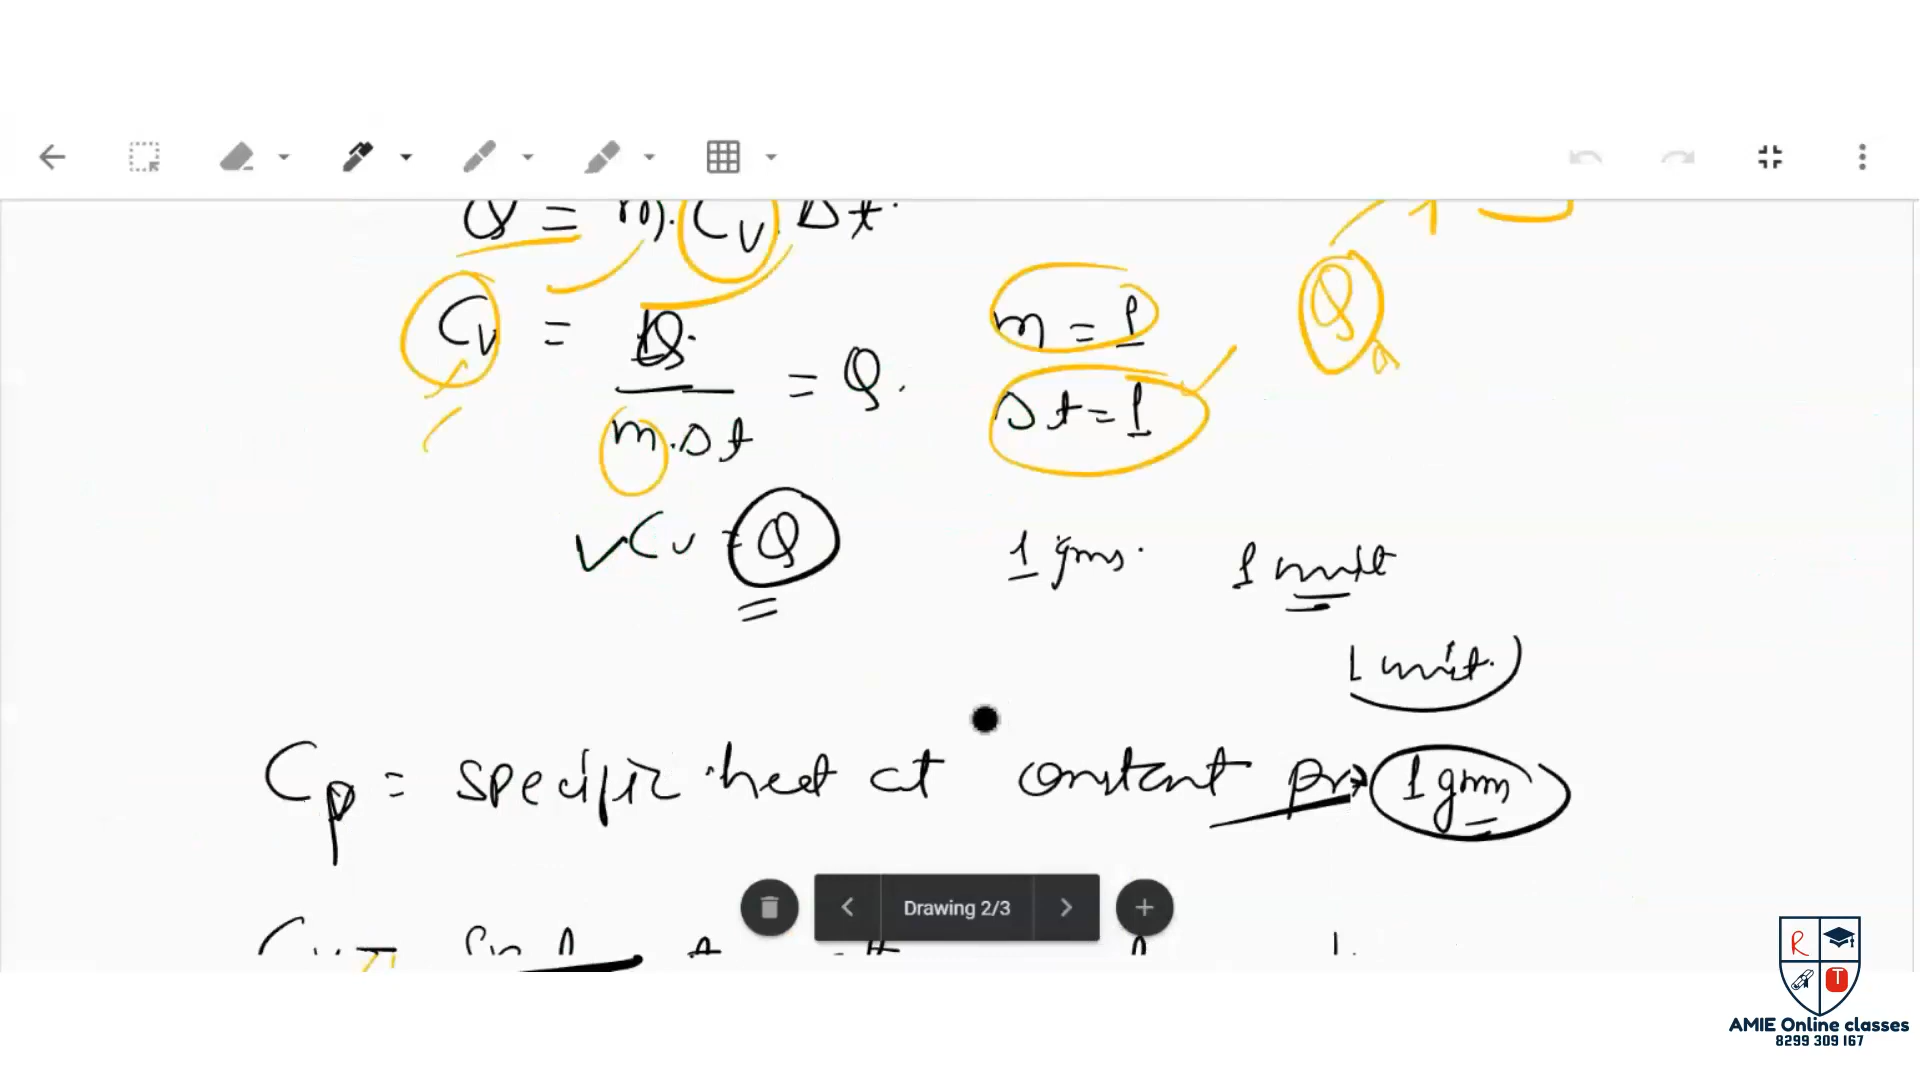 Q = m. Cv. Δt.
Cv = Q / m.Δt = Q.
m = 1
Q
Δt = 1
Cv = Q
1 gms.
1 unit
1 unit.
Cp = specific heat at constant pr
1 gmm
Drawing 2/3
R
T
AMIE Online classes
8299 309 167